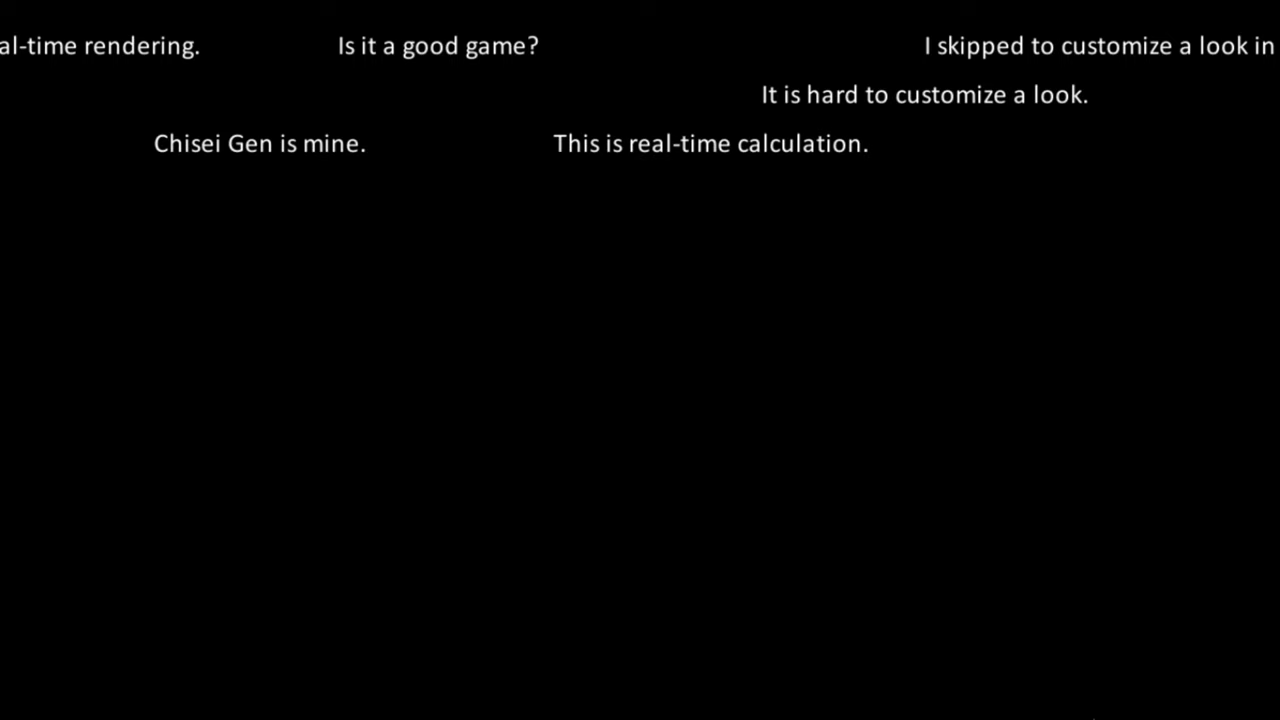 al-time rendering. Is it a good game? I skipped to customize a look in
It is hard to customize a look.
Chisei Gen is mine. This is real-time calculation.